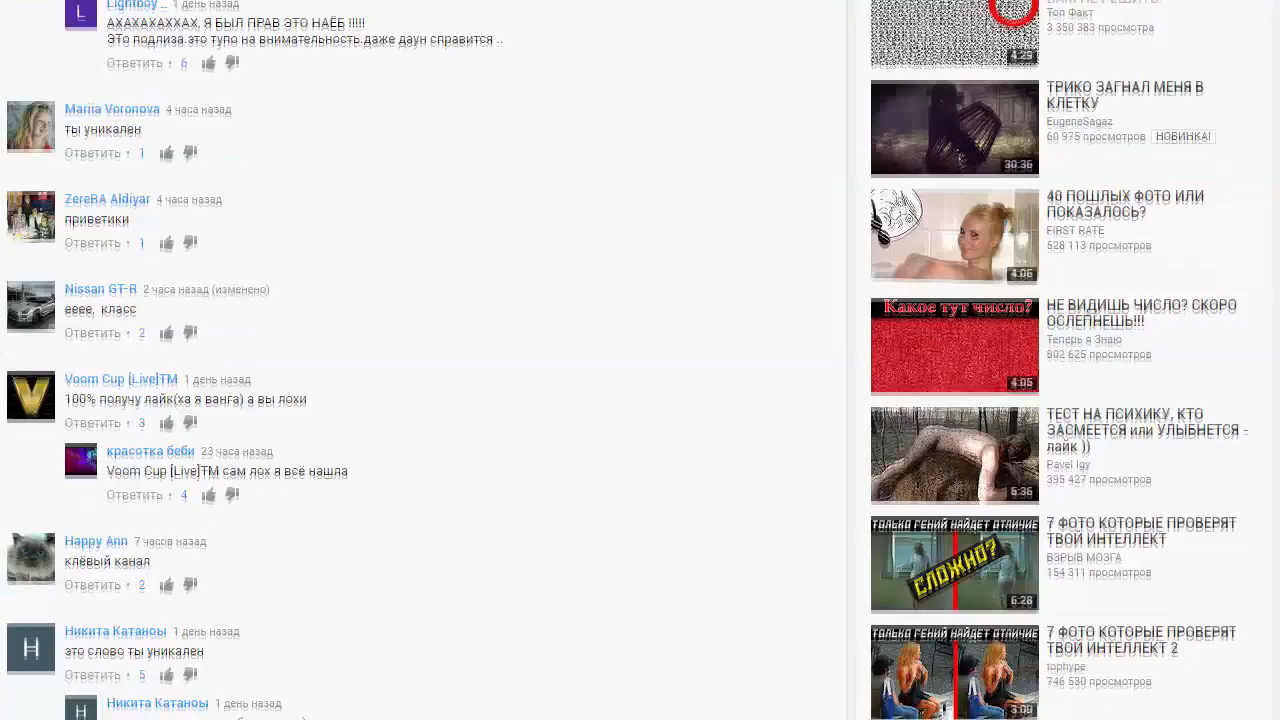 Lightboy _ 1 день назад
АХАХАХАХХАХ, Я БЫЛ ПРАВ ЭТО НАЁБ !!!!!
ЭТо подлиза.это тупо на внимательность даже даун справится ..
Ответить · 6
Mariia Voronova 4 часа назад
ты уникален
Ответить · 1
ZereBA Aldiyar 4 часа назад
приветики
Ответить · 1
Nissan GT-R 2 часа назад (изменено)
еееe, класс
Ответить · 2
Voom Cup [Live]TM 1 день назад
100% получу лайк(ха я ванга) а вы лохи
Ответить · 3
красотка беби 23 часа назад
Voom Cup [Live]TM сам лох я всё нашла
Ответить · 4
Happy Ann 7 часов назад
клёвый канал
Ответить · 2
Никита Катаноы 1 день назад
это слово ты уникален
Ответить · 5
Никита Катаноы 1 день назад
Топ Факт
3 350 383 просмотра
4:29
ТРИКО ЗАГНАЛ МЕНЯ В
КЛЕТКУ
EugeneSagaz
60 975 просмотров НОВИНКА!
30:36
40 ПОШЛЫХ ФОТО ИЛИ
ПОКАЗАЛОСЬ?
FIRST RATE
528 113 просмотров
4:06
Какое тут число?
НЕ ВИДИШЬ ЧИСЛО? СКОРО
ОСЛЕПНЕШЬ!!!
Теперь я Знаю
802 625 просмотров
4:05
ТЕСТ НА ПСИХИКУ, КТО
ЗАСМЕЕТСЯ или УЛЫБНЕТСЯ -
лайк ))
Pavel Igy
395 427 просмотров
5:36
ТОЛЬКО ГЕНИЙ НАЙДЕТ ОТЛИЧИЕ
СЛОЖНО?
7 ФОТО КОТОРЫЕ ПРОВЕРЯТ
ТВОЙ ИНТЕЛЛЕКТ
ВЗРЫВ МОЗГА
154 311 просмотров
6:28
ТОЛЬКО ГЕНИЙ НАЙДЕТ ОТЛИЧИЕ
7 ФОТО КОТОРЫЕ ПРОВЕРЯТ
ТВОЙ ИНТЕЛЛЕКТ 2
tophype
746 530 просмотров
3:09